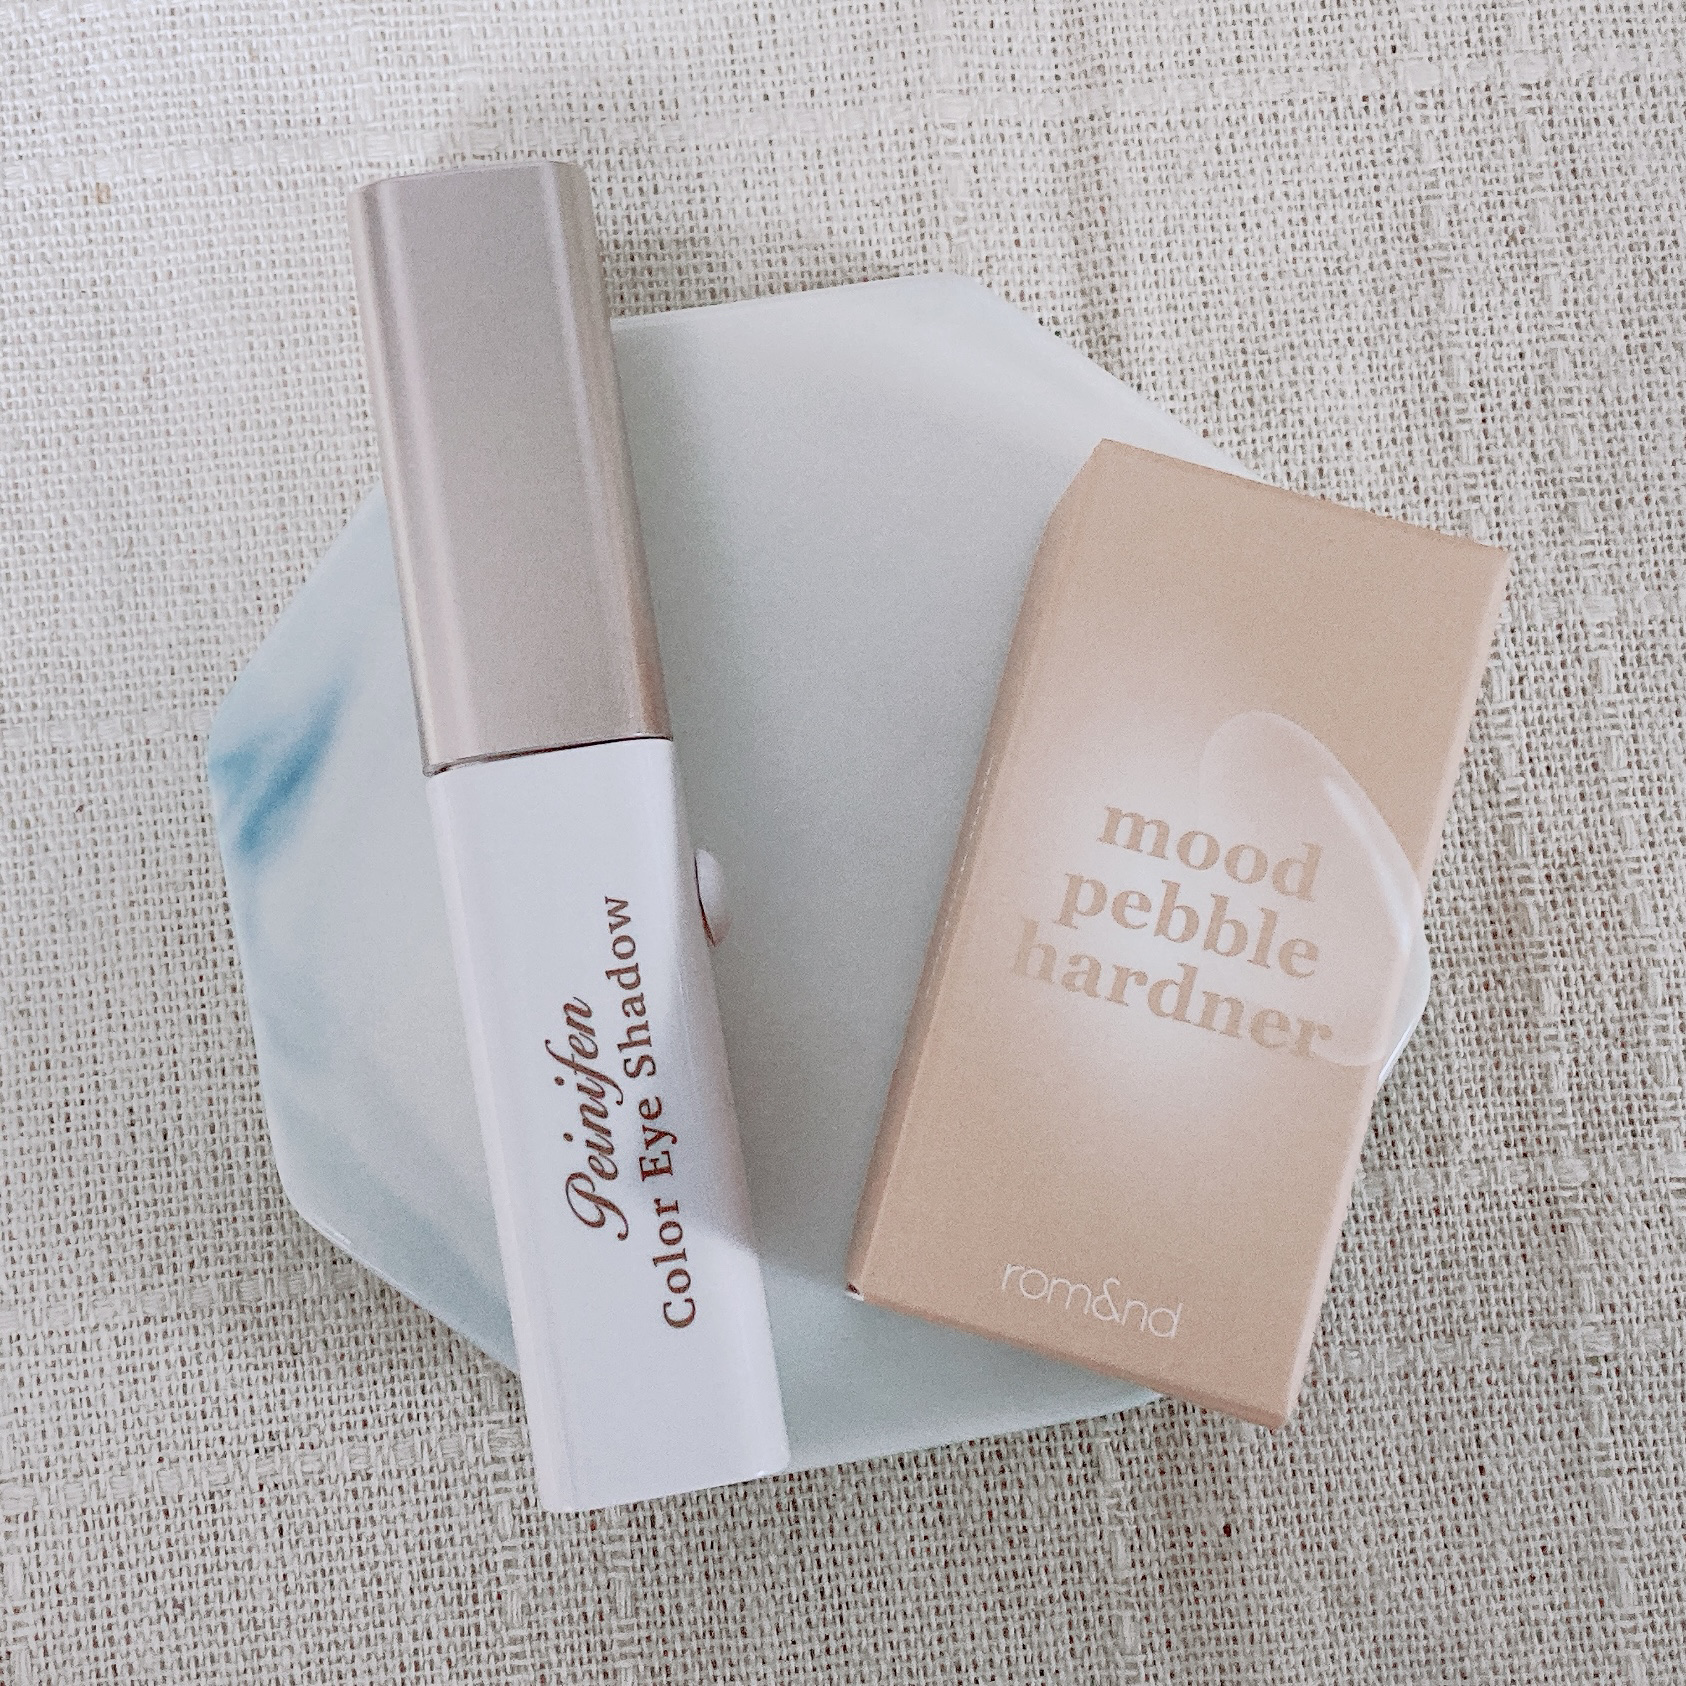 Peinifen
Color Eye Shadow
mood
pebble
hardner
rom&nd